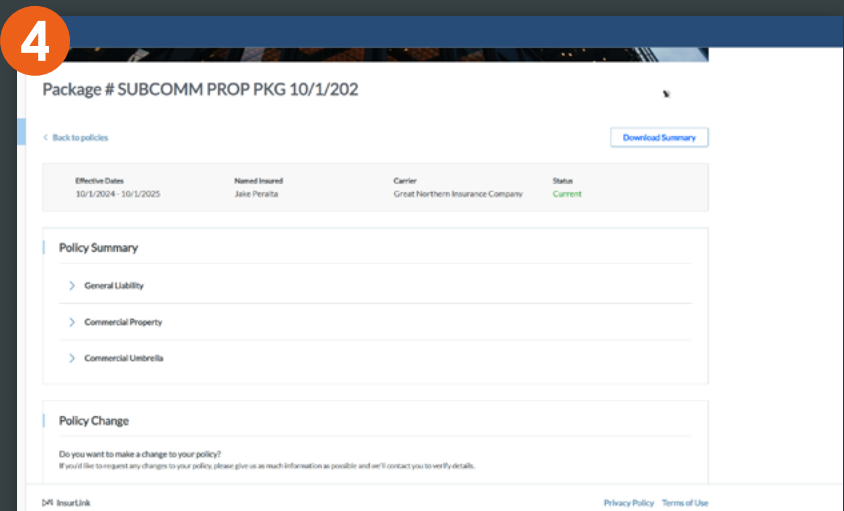 4
Package # SUBCOMM PROP PKG 10/1/202
Back to policies
Download Summary
Effective Dates
10/1/2024 - 10/1/2025
Named Insured
Jake Peralta
Carrier
Great Northern Insurance Company
Status
Current
Policy Summary
General Liability
Commercial Property
Commercial Umbrella
Policy Change
Do you want to make a change to your policy?
If you'd like to request any changes to your policy, please give us as much information as possible and we'll contact you to verify details.
InsurLink
Privacy Policy Terms of Use